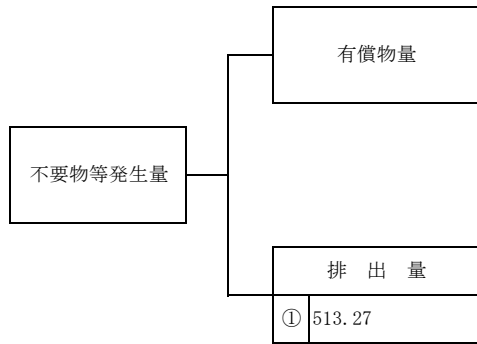 有償物量
不要物等発生量
排 出 量
① 513.27